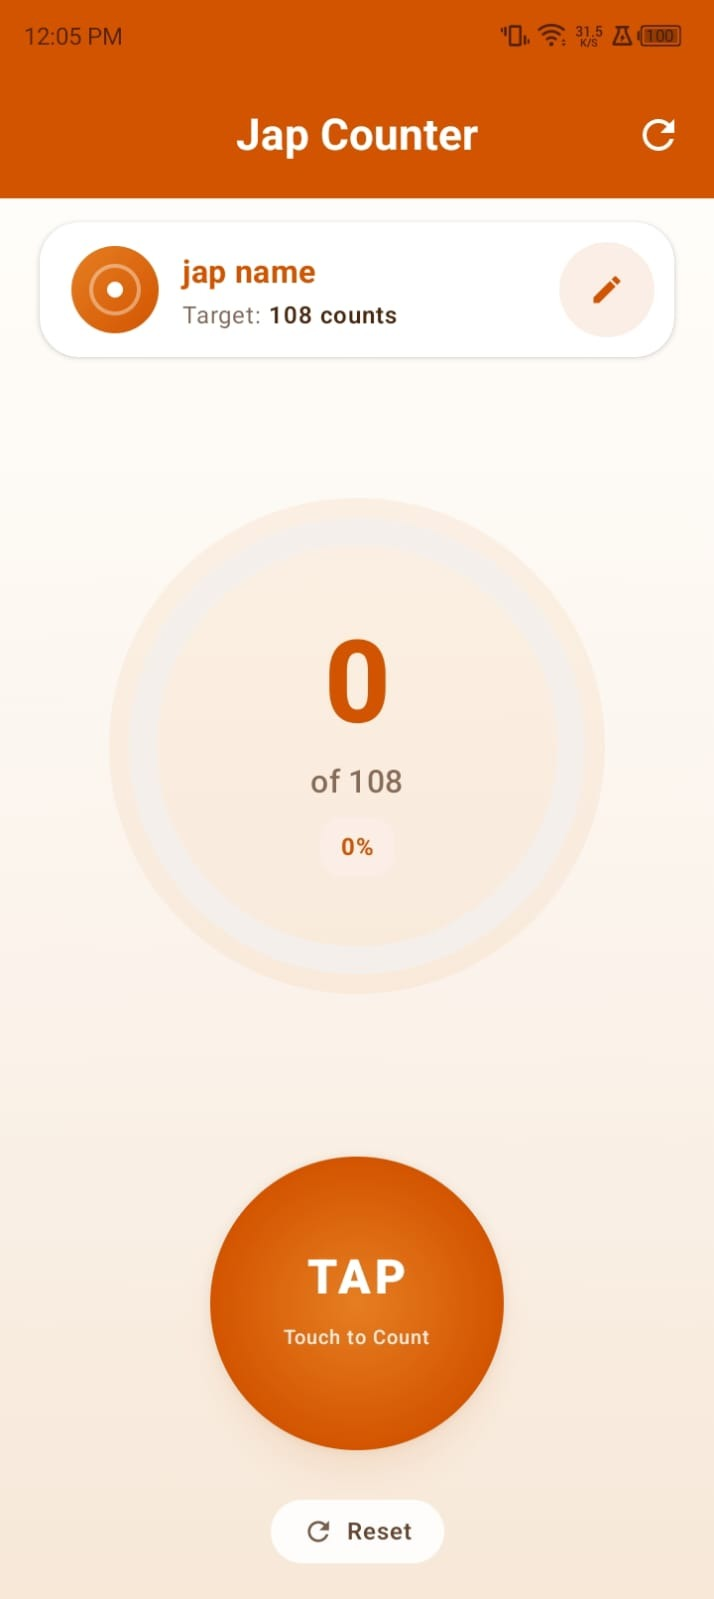 12:05 PM
31.5
K/S
100
Jap Counter
jap name
Target: 108 counts
0
of 108
0%
TAP
Touch to Count
Reset